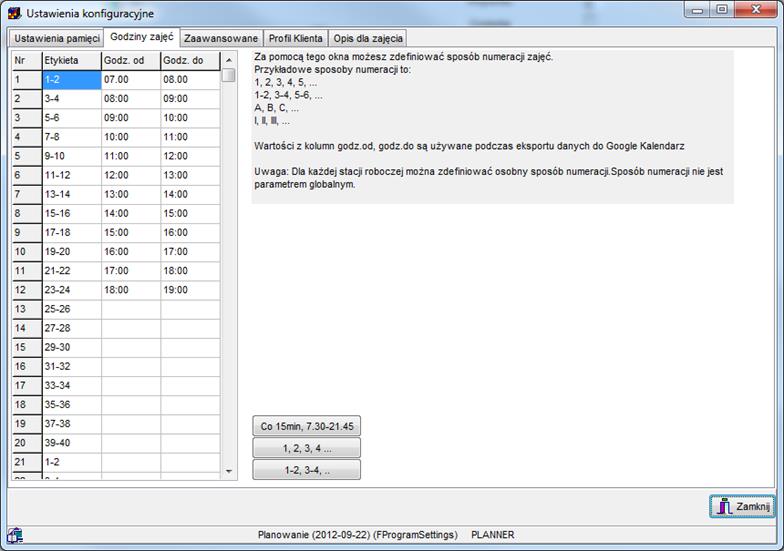 Ustawienia konfiguracyjne
Ustawienia pamięci Godziny zajęć Zaawansowane Profil Klienta Opis dla zajęcia
Nr Etykieta Godz. od Godz. do
1 1-2 07.00 08.00
2 3-4 08:00 09:00
3 5-6 09:00 10:00
4 7-8 10:00 11:00
5 9-10 11:00 12:00
6 11-12 12:00 13:00
7 13-14 13:00 14:00
8 15-16 14:00 15:00
9 17-18 15:00 16:00
10 19-20 16:00 17:00
11 21-22 17:00 18:00
12 23-24 18:00 19:00
13 25-26
14 27-28
15 29-30
16 31-32
17 33-34
18 35-36
19 37-38
20 39-40
21 1-2
Za pomocą tego okna możesz zdefiniować sposób numeracji zajęć.
Przykładowe sposoby numeracji to:
1, 2, 3, 4, 5, ...
1-2, 3-4, 5-6, ...
A, B, C, ...
I, II, III, ...
Wartości z kolumn godz.od, godz.do są używane podczas eksportu danych do Google Kalendarz
Uwaga: Dla każdej stacji roboczej można zdefiniować osobny sposób numeracji.Sposób numeracji nie jest
parametrem globalnym.
Co 15min, 7.30-21.45
1, 2, 3, 4 ...
1-2, 3-4, ..
Zamknij
Planowanie (2012-09-22) (FProgramSettings) PLANNER